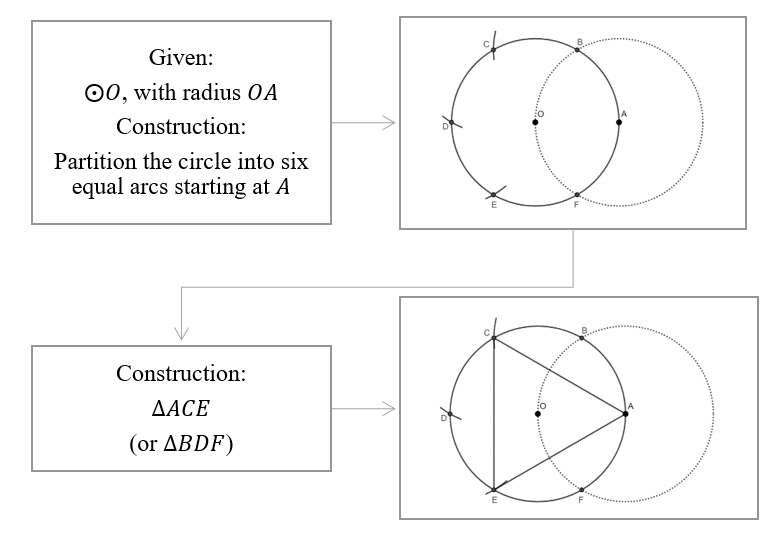 Given:
⨀𝑂, with radius 𝑂𝐴
Construction:
Partition the circle into six
equal arcs starting at 𝐴
C
B
D
O
A
E
F
Construction:
Δ𝐴𝐶𝐸
(or Δ𝐵𝐷𝐹)
C
B
D
O
A
E
F